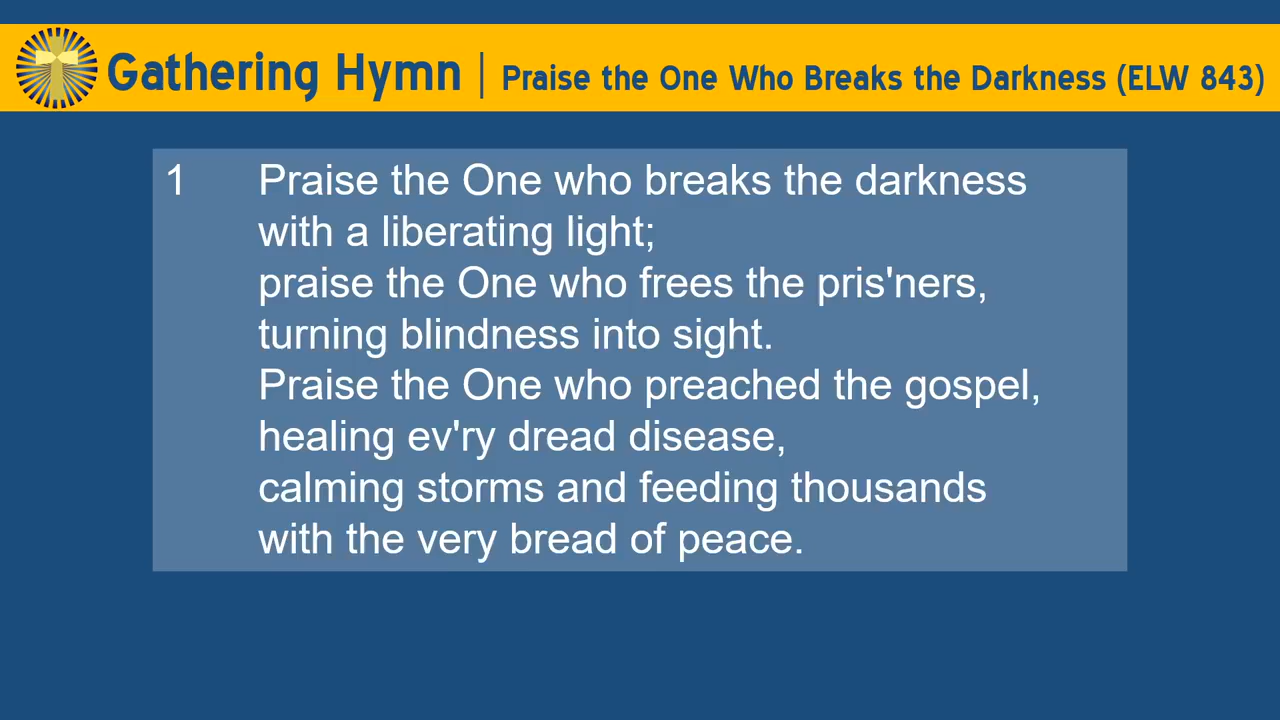 Gathering Hymn | Praise the One Who Breaks the Darkness (ELW 843)
1 Praise the One who breaks the darkness
with a liberating light;
praise the One who frees the pris'ners,
turning blindness into sight.
Praise the One who preached the gospel,
healing ev'ry dread disease,
calming storms and feeding thousands
with the very bread of peace.